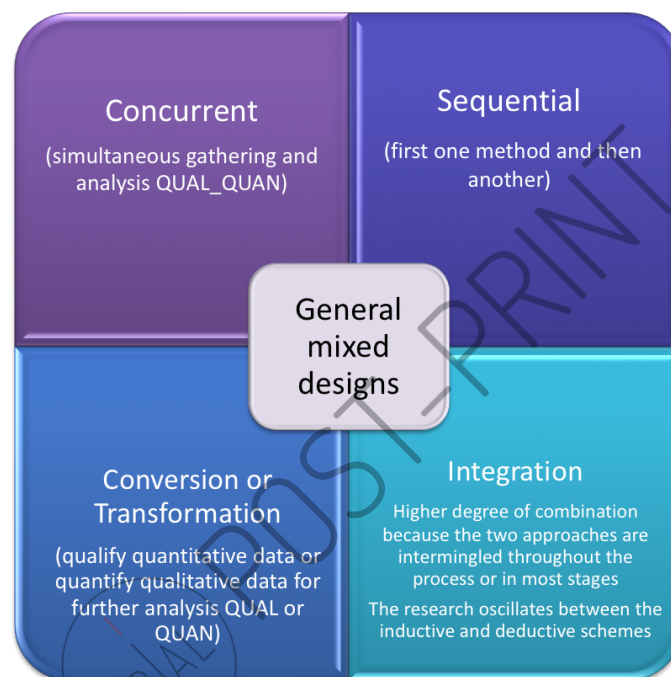 Concurrent
(simultaneous gathering and
analysis QUAL_QUAN)
Sequential
(first one method and then
another)
General
mixed
designs
Conversion or
Transformation
(qualify quantitative data or
quantify qualitative data for
further analysis QUAL or
QUAN)
Integration
Higher degree of combination
because the two approaches are
intermingled throughout the
process or in most stages
The research oscillates between the
inductive and deductive schemes
POST_PRINT